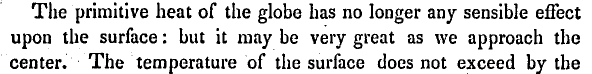 The primitive heat of the globe has no longer any sensible effect
upon the surface: but it may be very great as we approach the
center. The temperature of the surface does not exceed by the